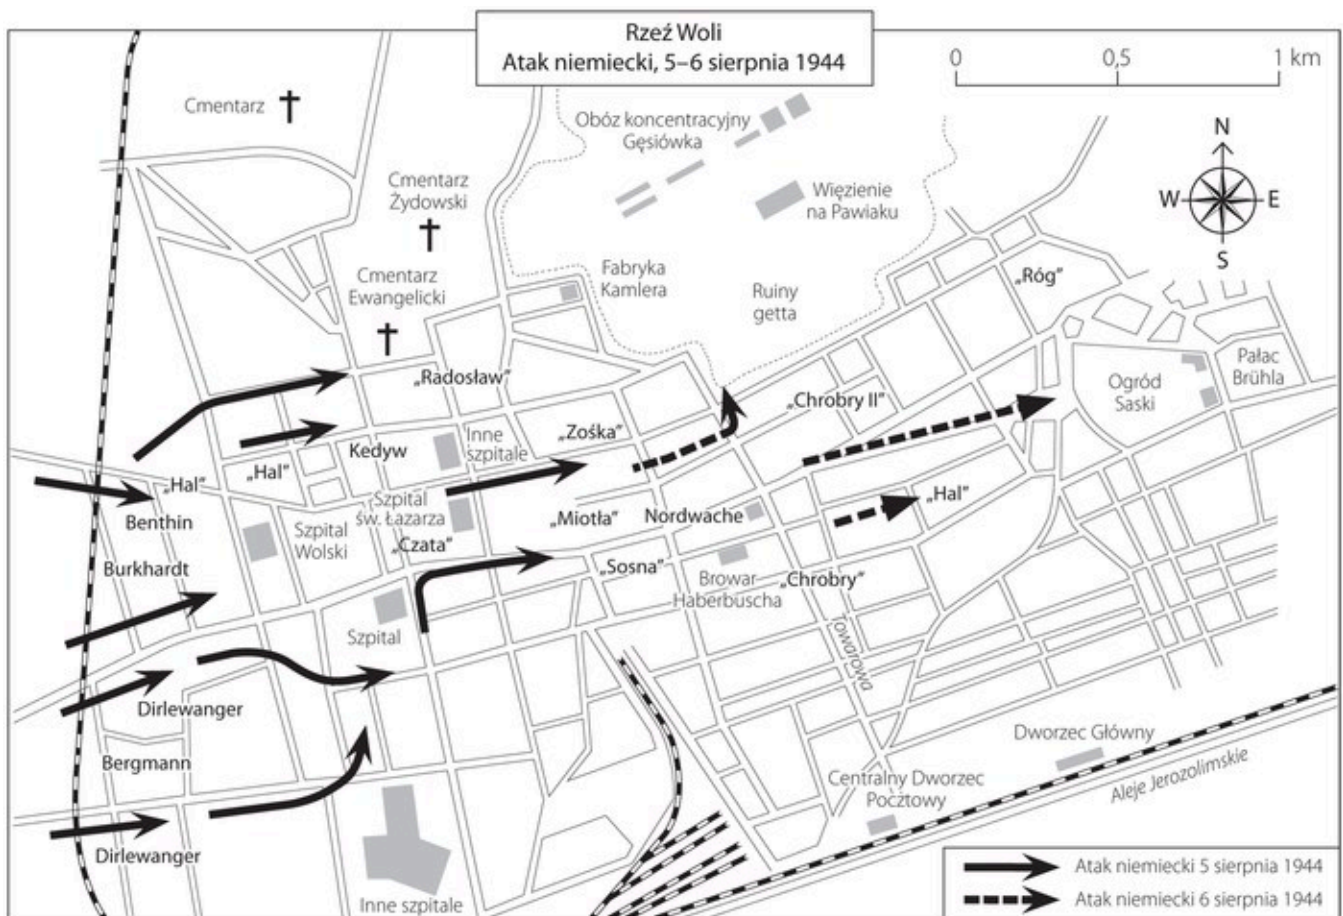 Rzeź Woli
Atak niemiecki, 5–6 sierpnia 1944
0 0,5 1 km
Cmentarz
Obóz koncentracyjny
Gęsiówka
N
W E
S
Cmentarz
Żydowski
Więzienie
na Pawiaku
Cmentarz
Ewangelicki
Fabryka
Kamlera
Ruiny
getta
„Róg”
Pałac
Brühla
Ogród
Saski
„Radosław”
„Chrobry II”
„Zośka”
Inne
szpitale
Kedyw
„Hal”
„Hal”
„Hal”
Benthin
Szpital
św. Łazarza
Szpital
Wolski
„Czata”
„Miotła”
Nordwache
Burkhardt
„Sosna”
Browar
Haberbuscha
„Chrobry”
Szpital
Towarowa
Dirlewanger
Bergmann
Dworzec Główny
Centralny Dworzec
Pocztowy
Aleje Jerozolimskie
Dirlewanger
Inne szpitale
Atak niemiecki 5 sierpnia 1944
Atak niemiecki 6 sierpnia 1944